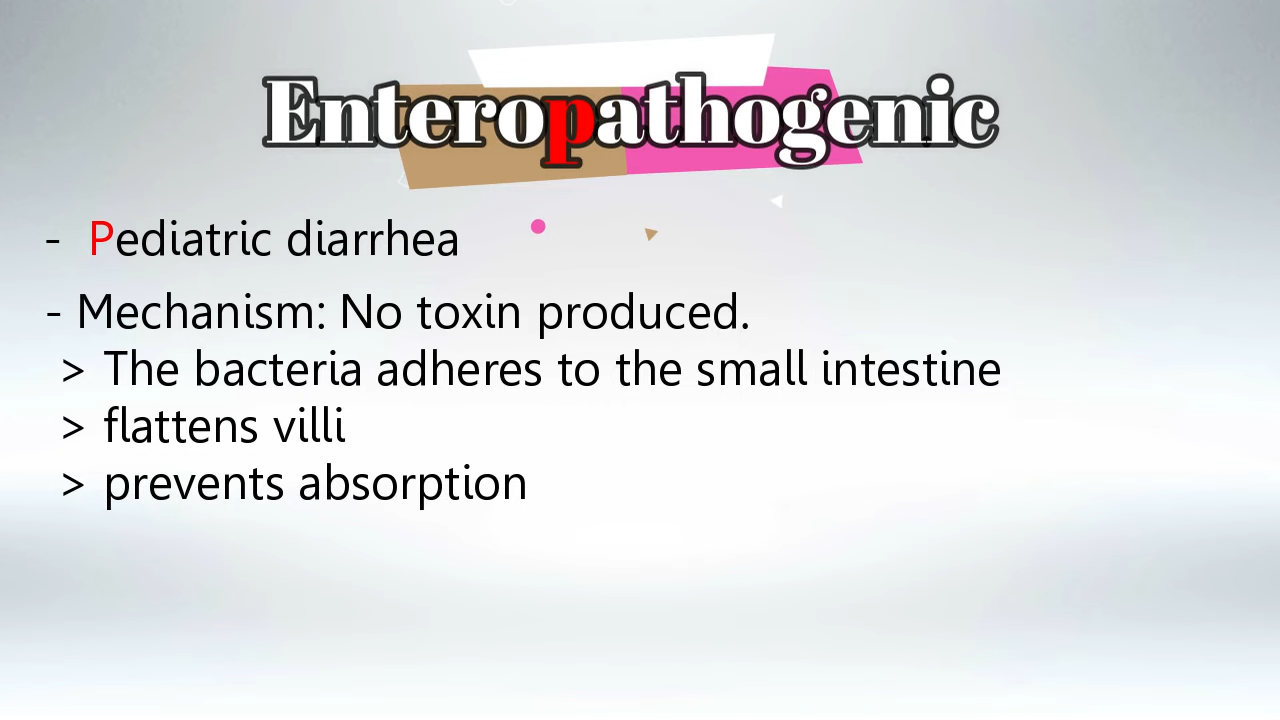 Enteropathogenic
- Pediatric diarrhea
- Mechanism: No toxin produced.
> The bacteria adheres to the small intestine
> flattens villi
> prevents absorption